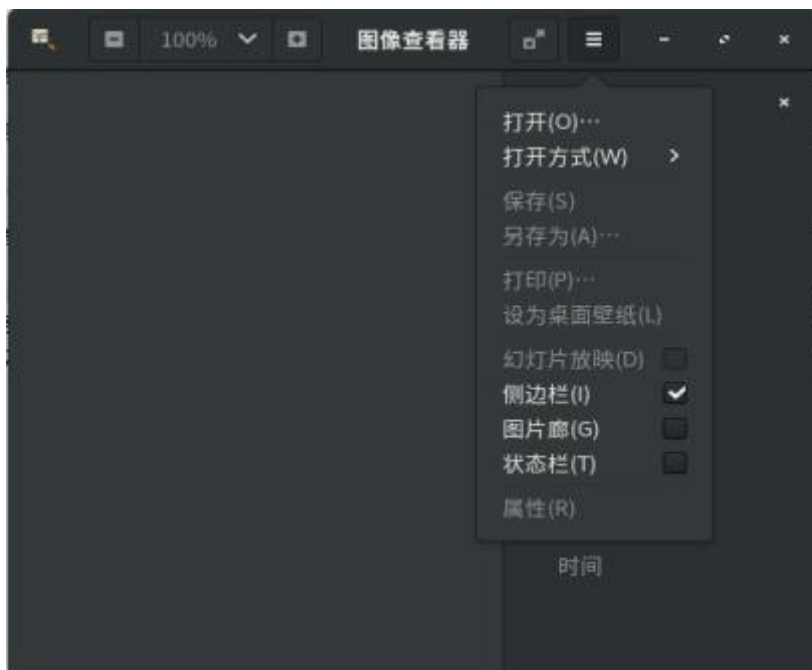 100%
图像查看器
打开(O)…
打开方式(W)
保存(S)
另存为(A)…
打印(P)…
设为桌面壁纸(L)
幻灯片放映(D)
侧边栏(I)
图片廊(G)
状态栏(T)
属性(R)
时间